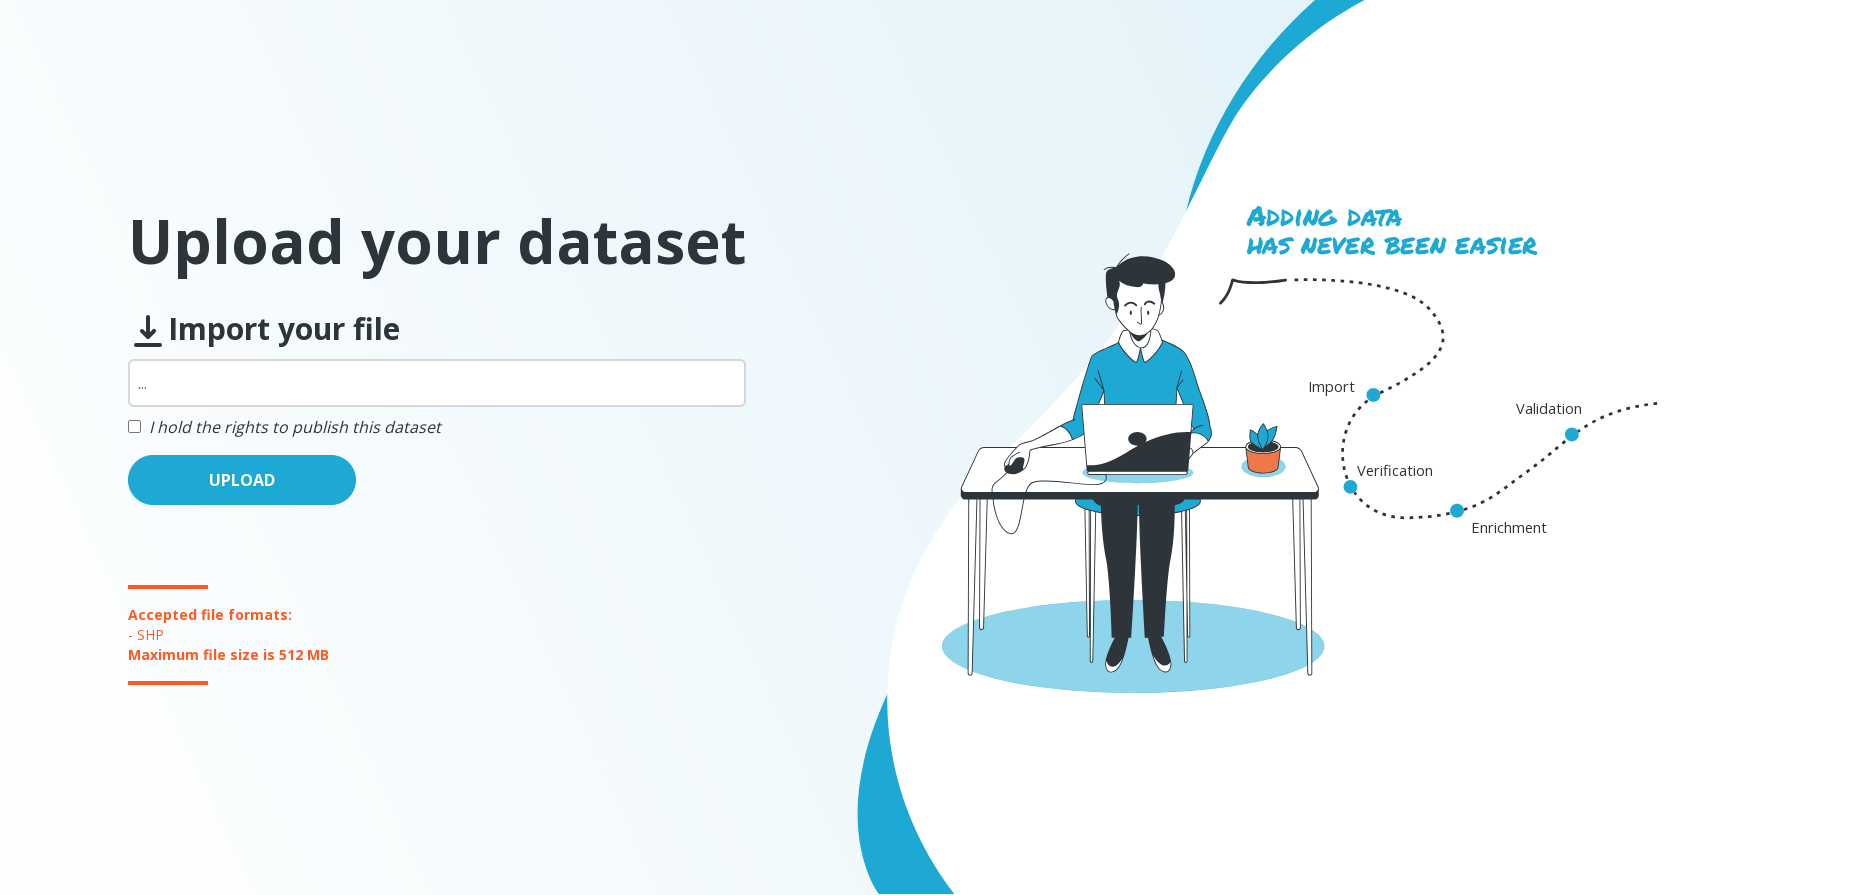 Upload your dataset
Import your file
...
I hold the rights to publish this dataset
UPLOAD
Accepted file formats:
- SHP
Maximum file size is 512 MB
Adding data
has never been easier
Import
Validation
Verification
Enrichment